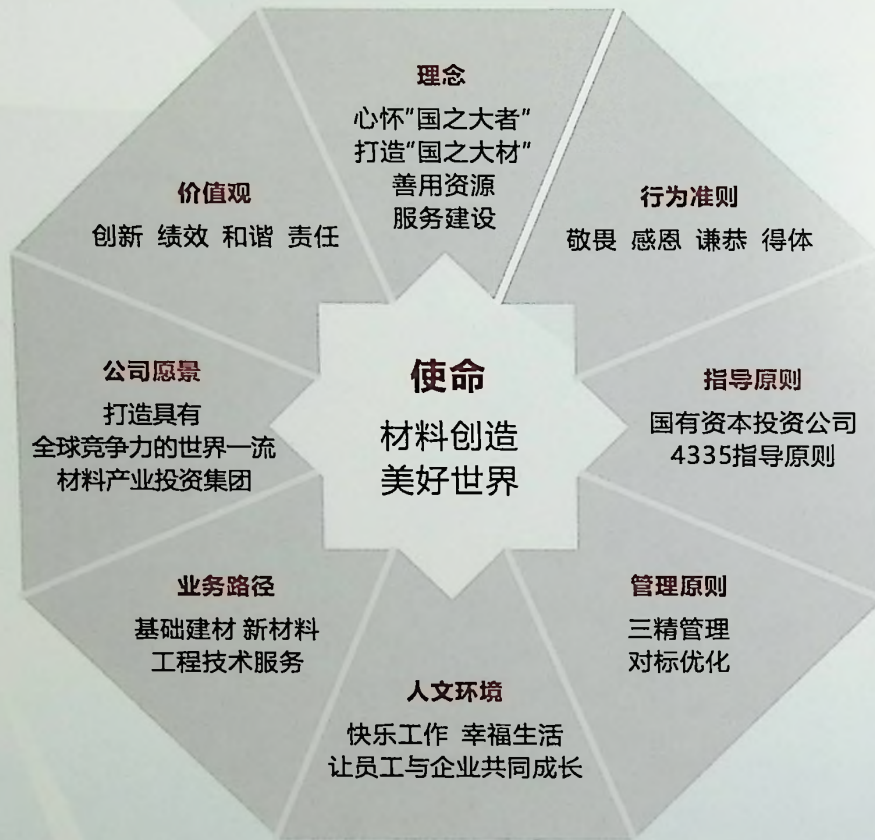 理念
心怀"国之大者"
打造"国之大材"
善用资源
服务建设
价值观
创新 绩效 和谐 责任
行为准则
敬畏 感恩 谦恭 得体
公司愿景
打造具有
全球竞争力的世界一流
材料产业投资集团
使命
材料创造
美好世界
指导原则
国有资本投资公司
4335指导原则
业务路径
基础建材 新材料
工程技术服务
管理原则
三精管理
对标优化
人文环境
快乐工作 幸福生活
让员工与企业共同成长